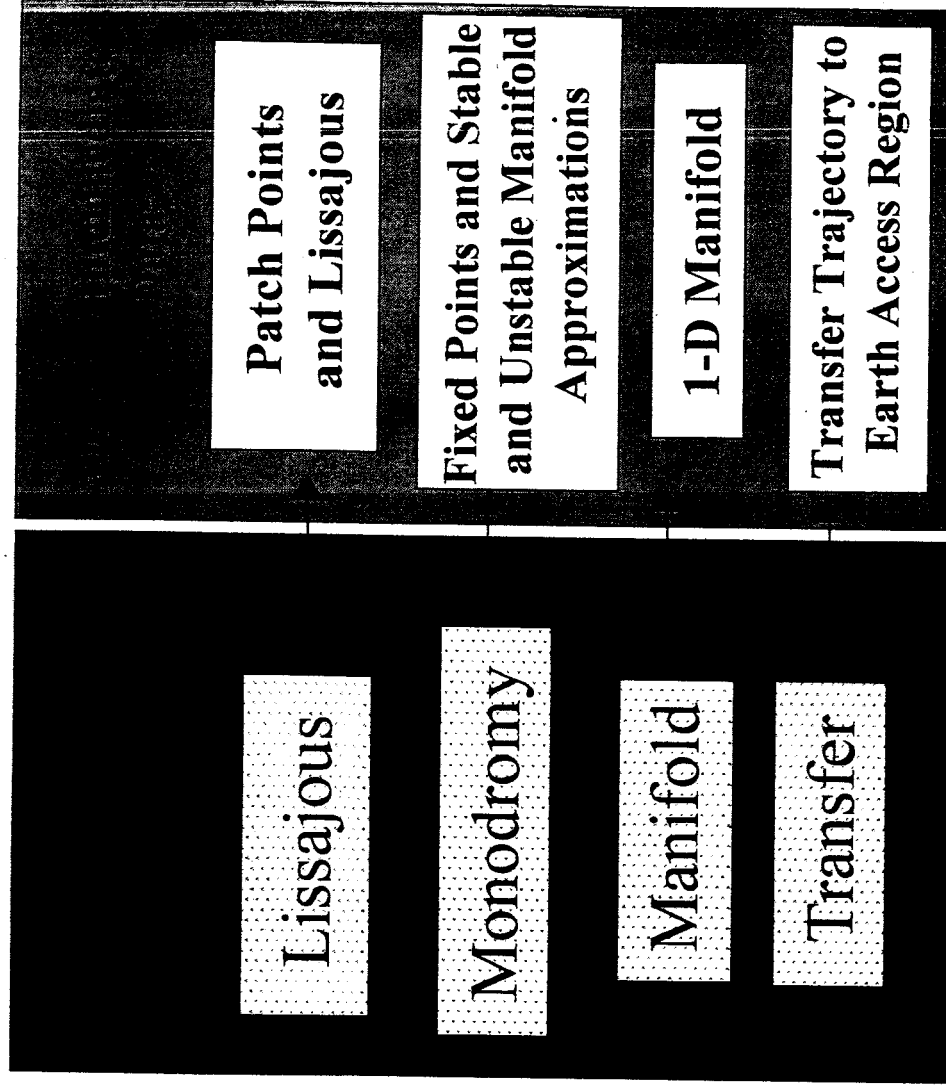 Lissajous
Monodromy
Manifold
Transfer
Patch Points
and Lissajous
Fixed Points and Stable
and Unstable Manifold
Approximations
1-D Manifold
Transfer Trajectory to
Earth Access Region